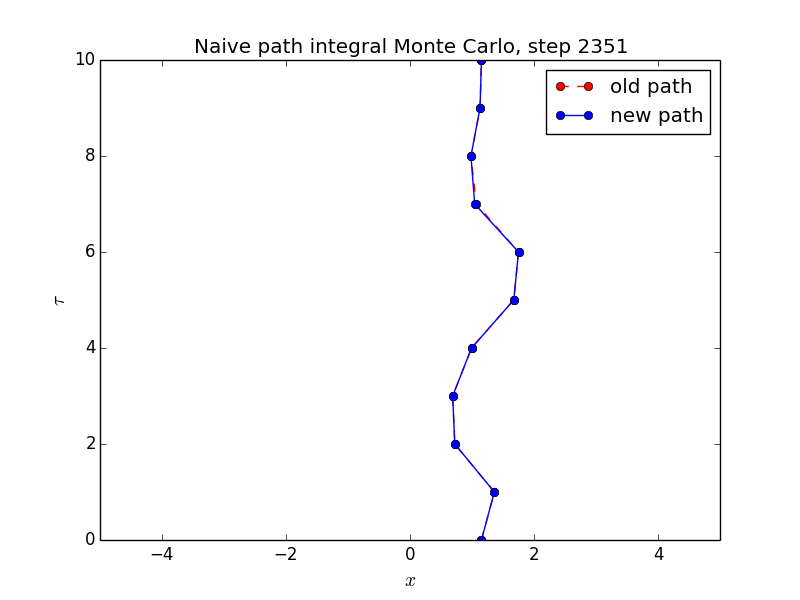 Naive path integral Monte Carlo, step 2351
old path
new path
10
8
6
4
2
0
τ
−4
−2
0
2
4
x